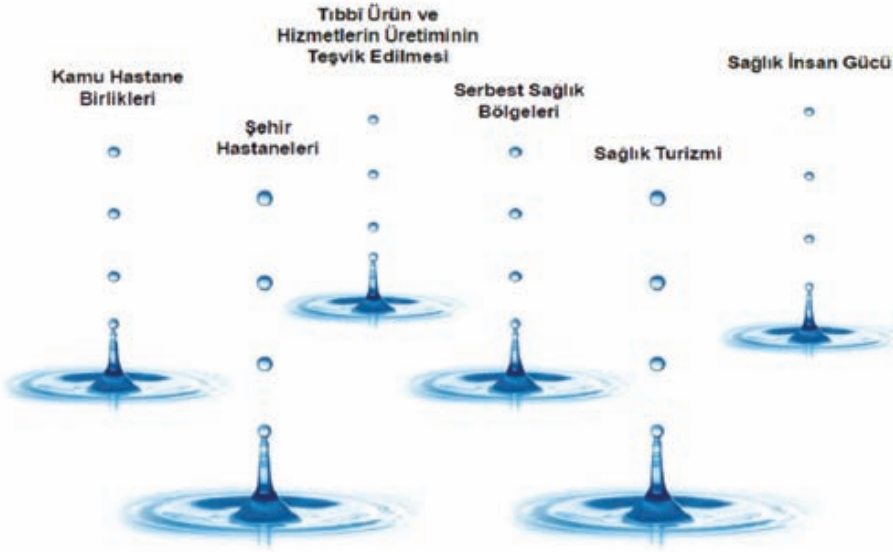 Kamu Hastane
Birlikleri
Şehir
Hastaneleri
Tıbbî Ürün ve
Hizmetlerin Üretiminin
Teşvik Edilmesi
Serbest Sağlık
Bölgeleri
Sağlık Turizmi
Sağlık İnsan Gücü